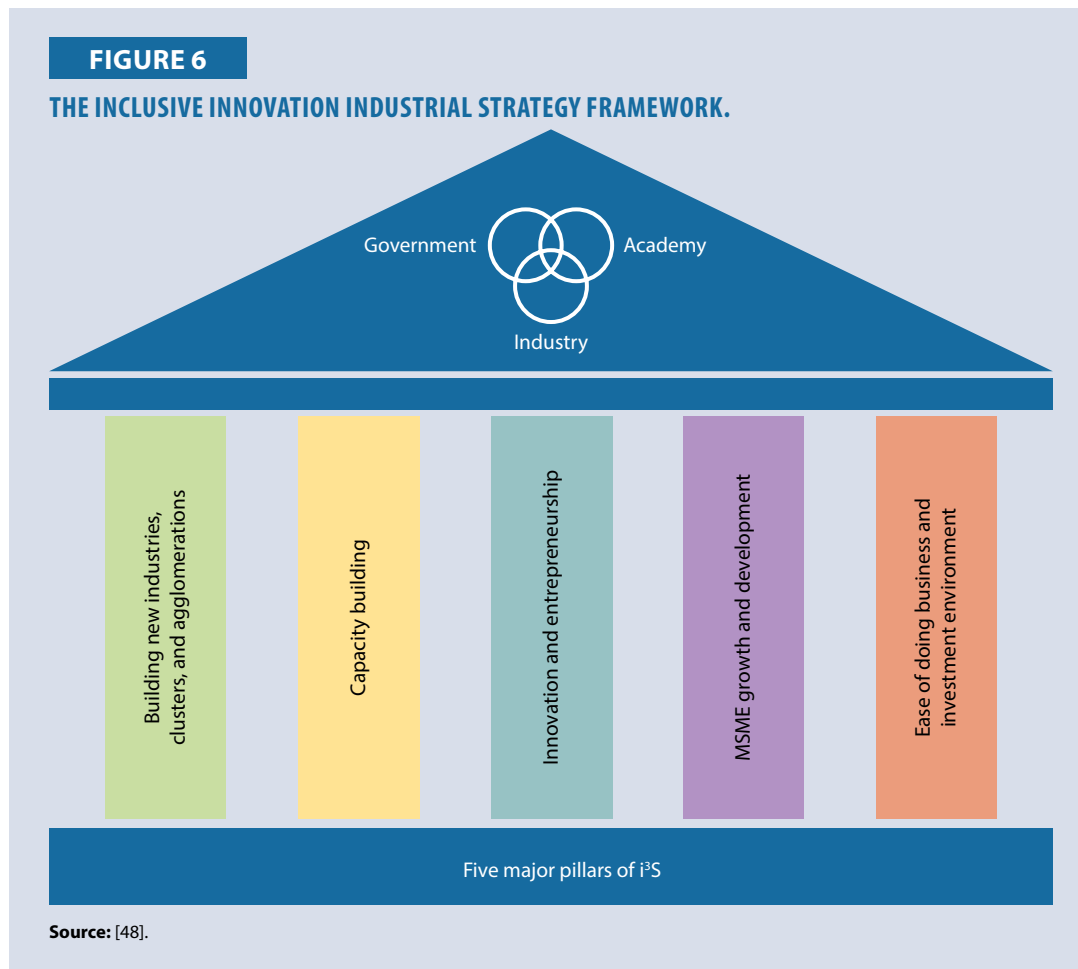 FIGURE 6
THE INCLUSIVE INNOVATION INDUSTRIAL STRATEGY FRAMEWORK.
Government
Academy
Industry
Building new industries,
clusters, and agglomerations
Capacity building
Innovation and entrepreneurship
MSME growth and development
Ease of doing business and
investment environment
Five major pillars of i³S
Source: [48].